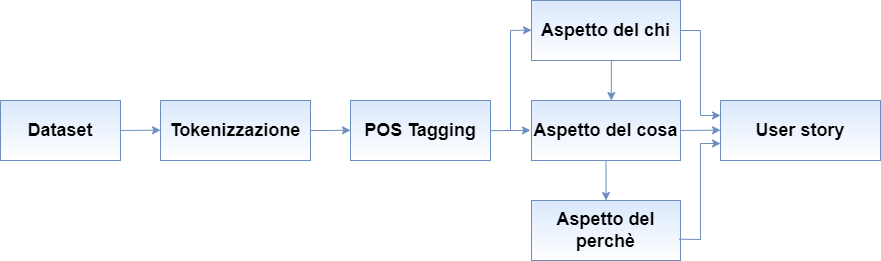 Dataset
Tokenizzazione
POS Tagging
Aspetto del chi
Aspetto del cosa
Aspetto del
perchè
User story